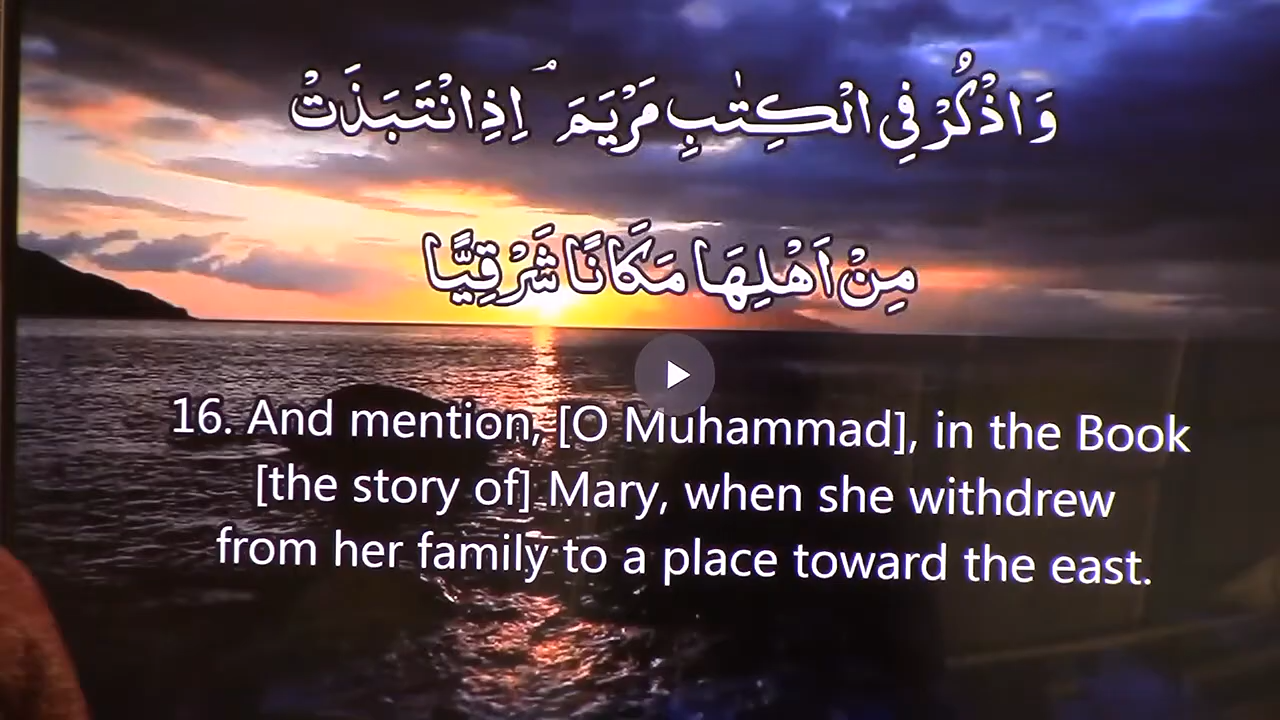 وَاذْكُرْ فِي الْكِتٰبِ مَرْيَمَ ۘ اِذِ انْتَبَذَتْ
مِنْ اَهْلِهَا مَكَانًا شَرْقِيًّا
16. And mention, [O Muhammad], in the Book
[the story of] Mary, when she withdrew
from her family to a place toward the east.